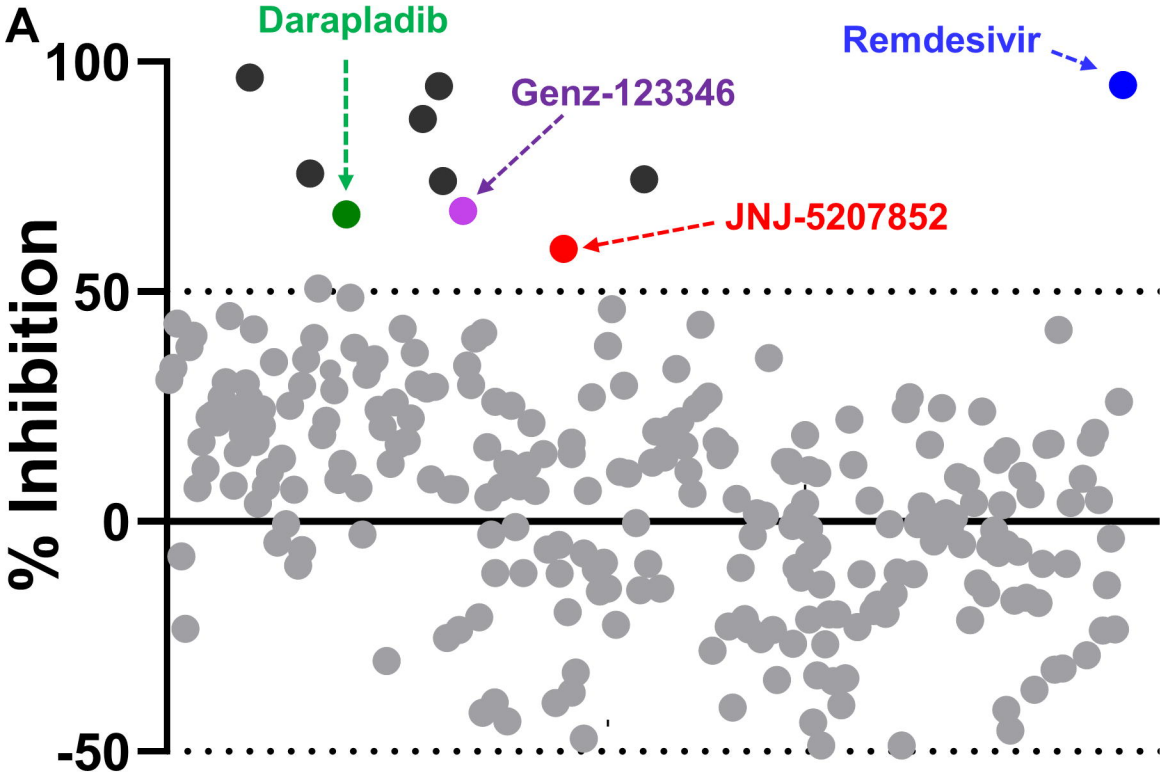 A
Darapladib
Remdesivir
Genz-123346
JNJ-5207852
% Inhibition
100
50
0
-50